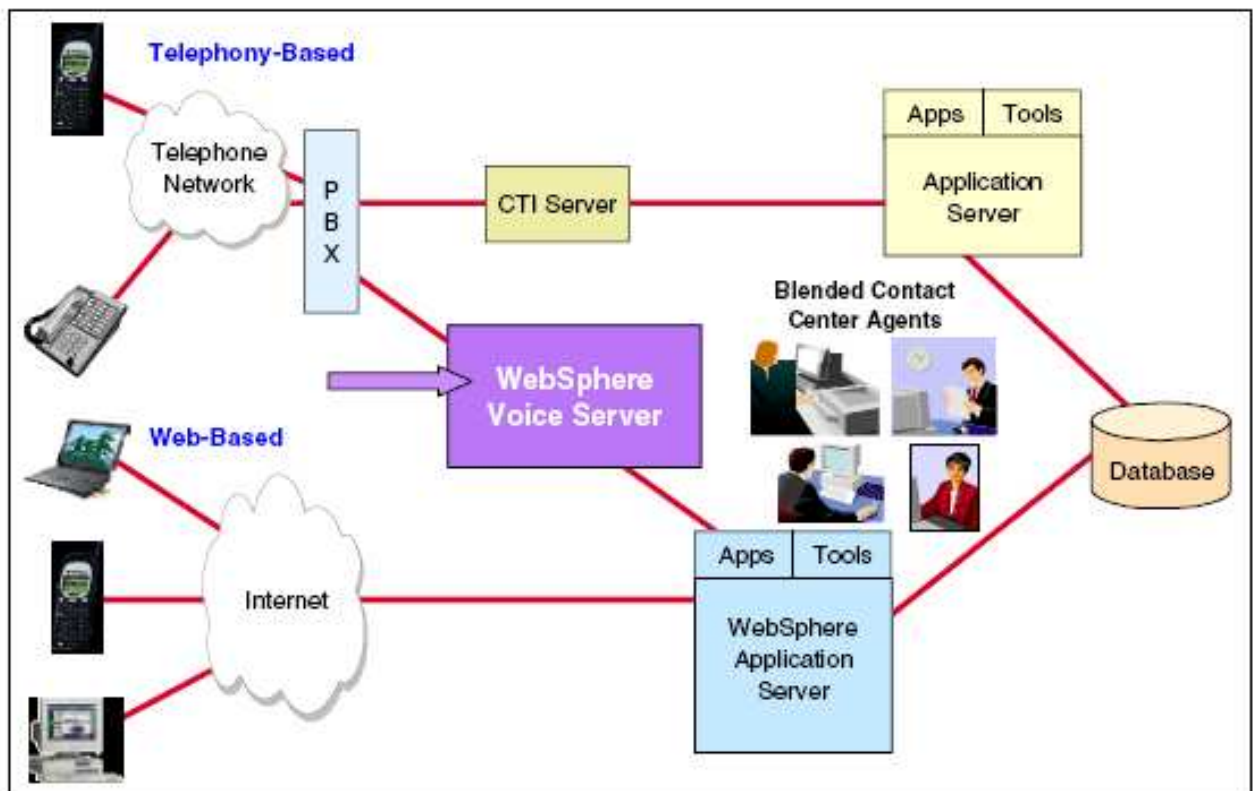 Telephony-Based
Telephone
Network
P
B
X
CTI Server
Apps
Tools
Application
Server
Blended Contact
Center Agents
WebSphere
Voice Server
Web-Based
Database
Internet
Apps
Tools
WebSphere
Application
Server